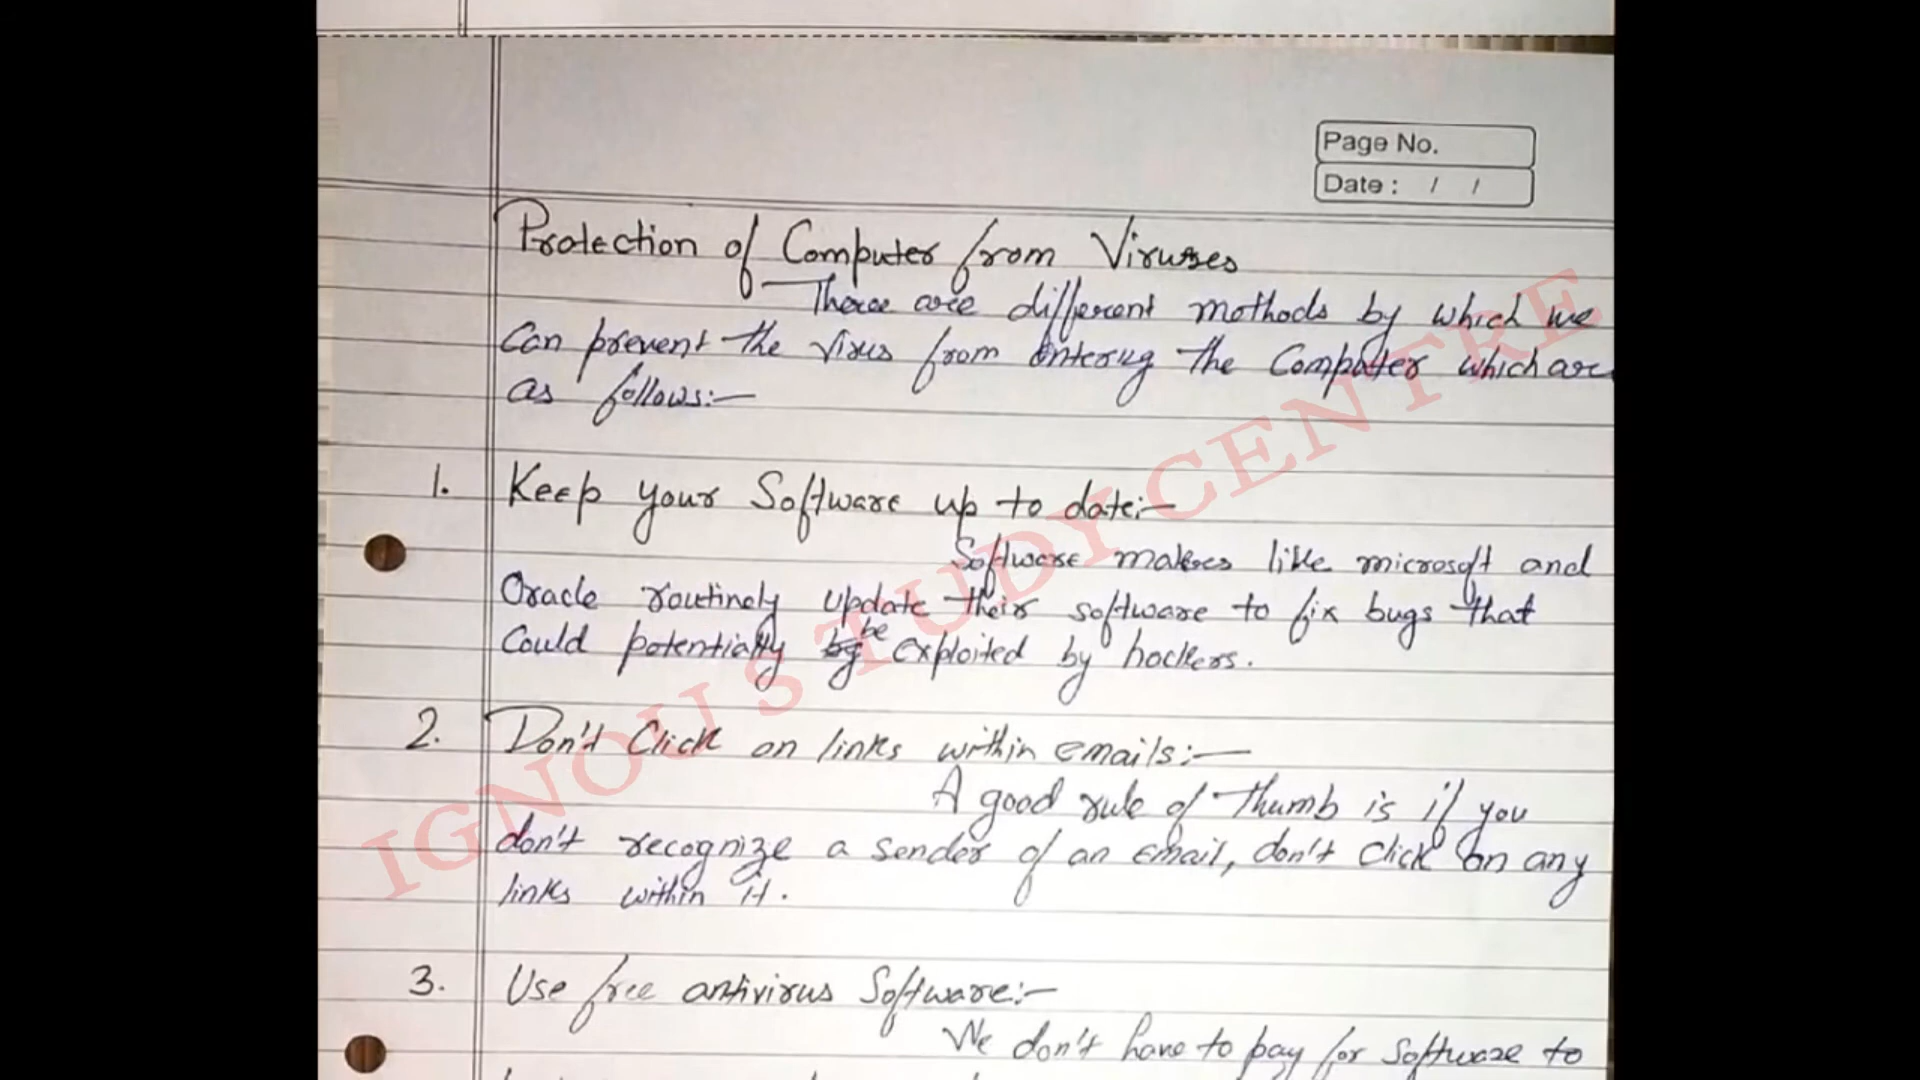 Page No.
Date : / /
Protection of Computer from Viruses
There are different methods by which we
Can prevent the virus from entering the Computer which are
as follows:-
1. Keep your Software up to date:-
Software makers like microsoft and
Oracle routinely update their software to fix bugs that
Could potentially be exploited by hackers.
2. Don't Click on links within emails:-
A good rule of thumb is if you
don't recognize a sender of an email, don't click on any
links within it.
3. Use free antivirus Software:-
We don't have to pay for software to
IGNOU STUDY CENTRE